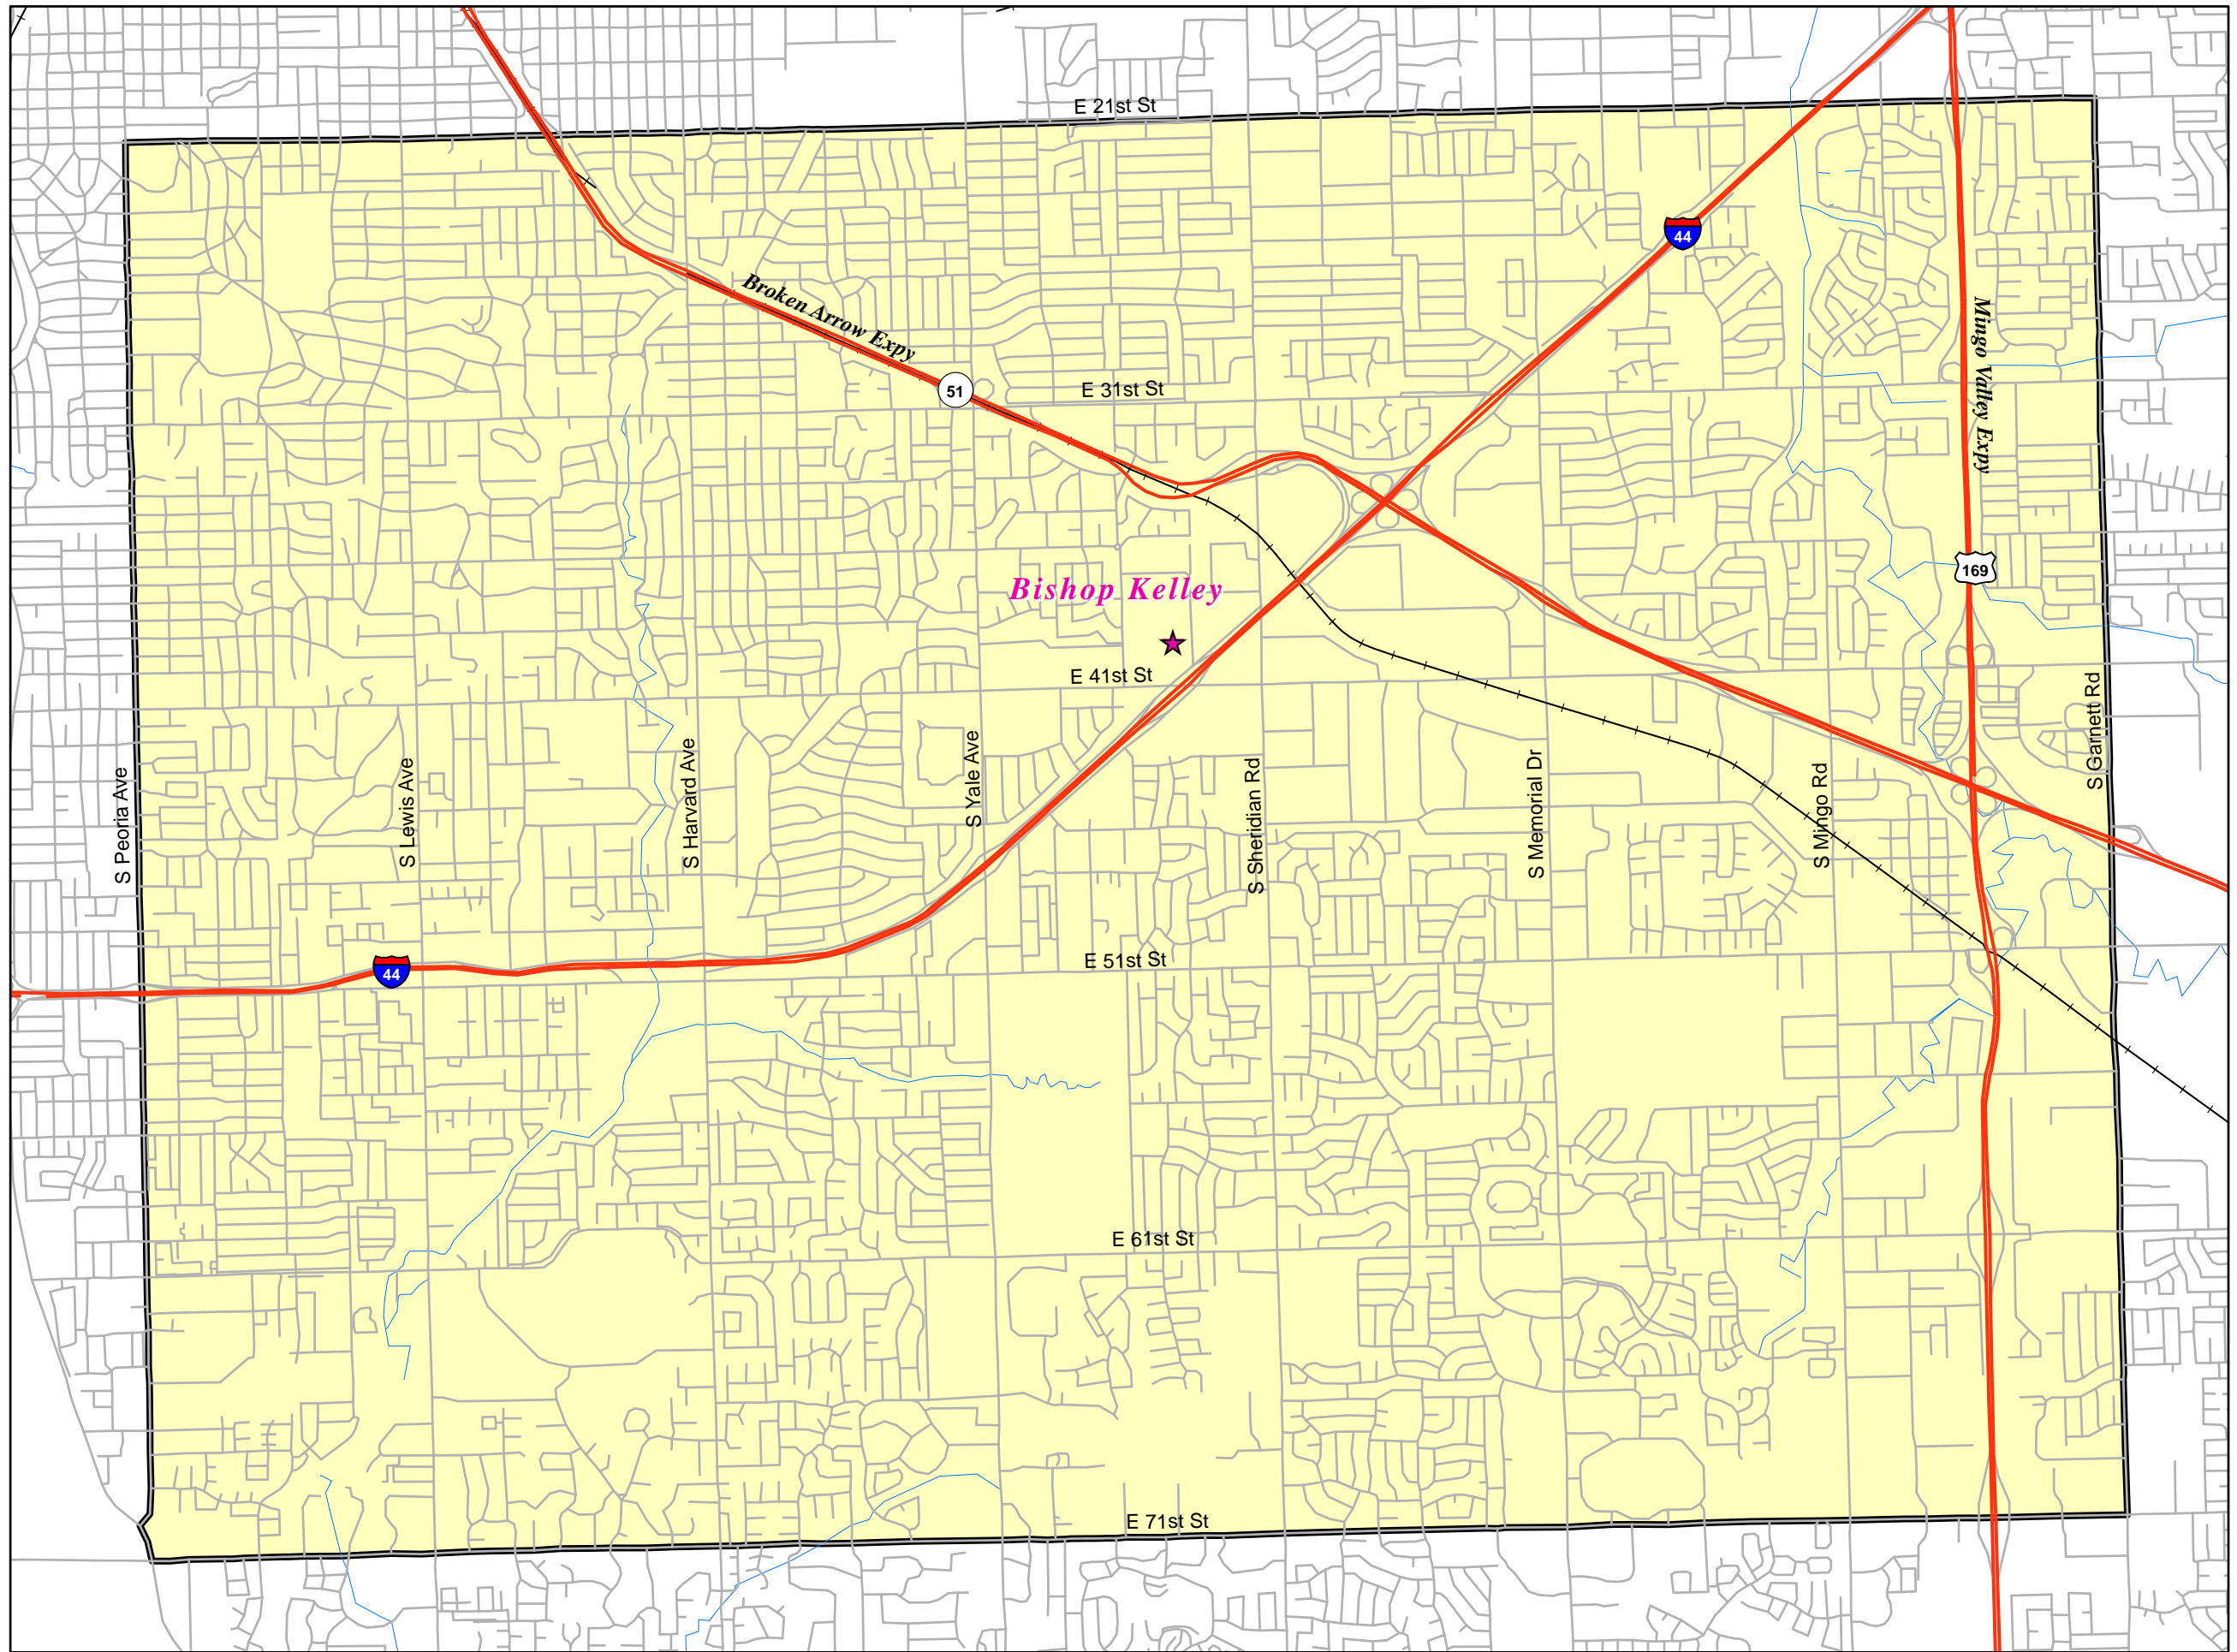 E 21st St
44
Broken Arrow Expy
Mingo Valley Expy
51
E 31st St
169
Bishop Kelley
E 41st St
S Peoria Ave
S Lewis Ave
S Harvard Ave
S Yale Ave
S Sheridian Rd
S Memorial Dr
S Mingo Rd
S Garnett Rd
44
E 51st St
E 61st St
E 71st St